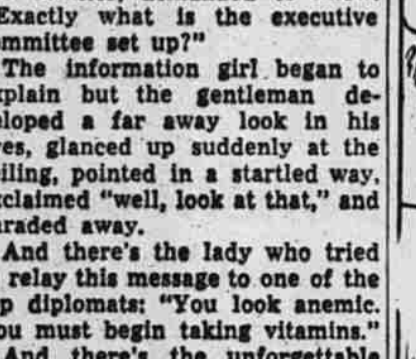 Exactly what is the executive
ommittee set up?"
The information girl began to
xplain but the gentleman de-
eloped a far away look in his
es, glanced up suddenly at the
iling, pointed in a startled way,
claimed "well, look at that," and
raded away.
And there's the lady who tried
relay this message to one of the
p diplomats: "You look anemic.
ou must begin taking vitamins."
And there's the unforgettable